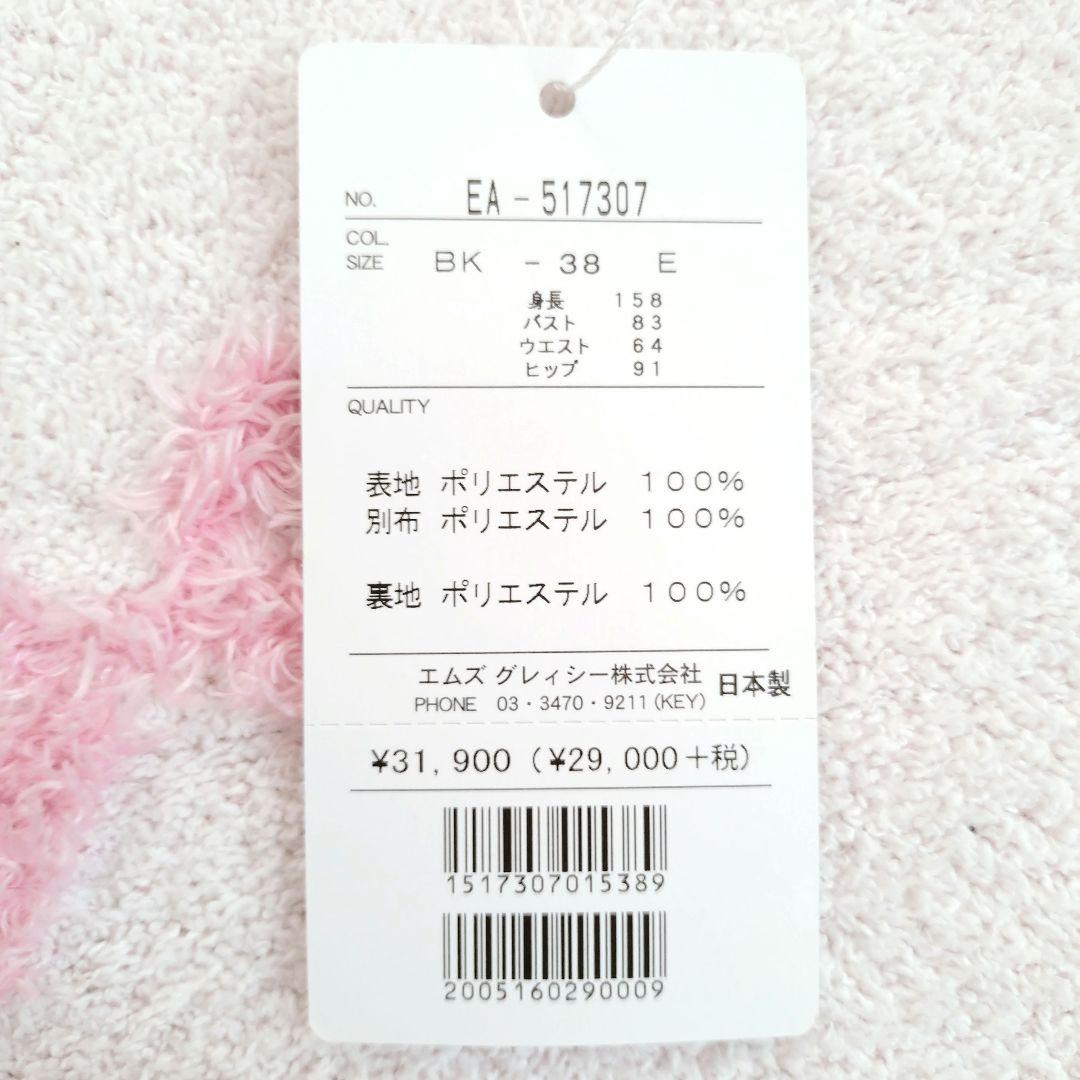 NO. EA-517307
COL.
SIZE BK -38 E
身長 158
バスト 83
ウエスト 64
ヒップ 91
QUALITY
表地 ポリエステル 100%
別布 ポリエステル 100%
裏地 ポリエステル 100%
エムズ グレィシー株式会社 日本製
PHONE 03・3470・9211(KEY)
¥31,900 (¥29,000+税)
1517307015389
2005160290009